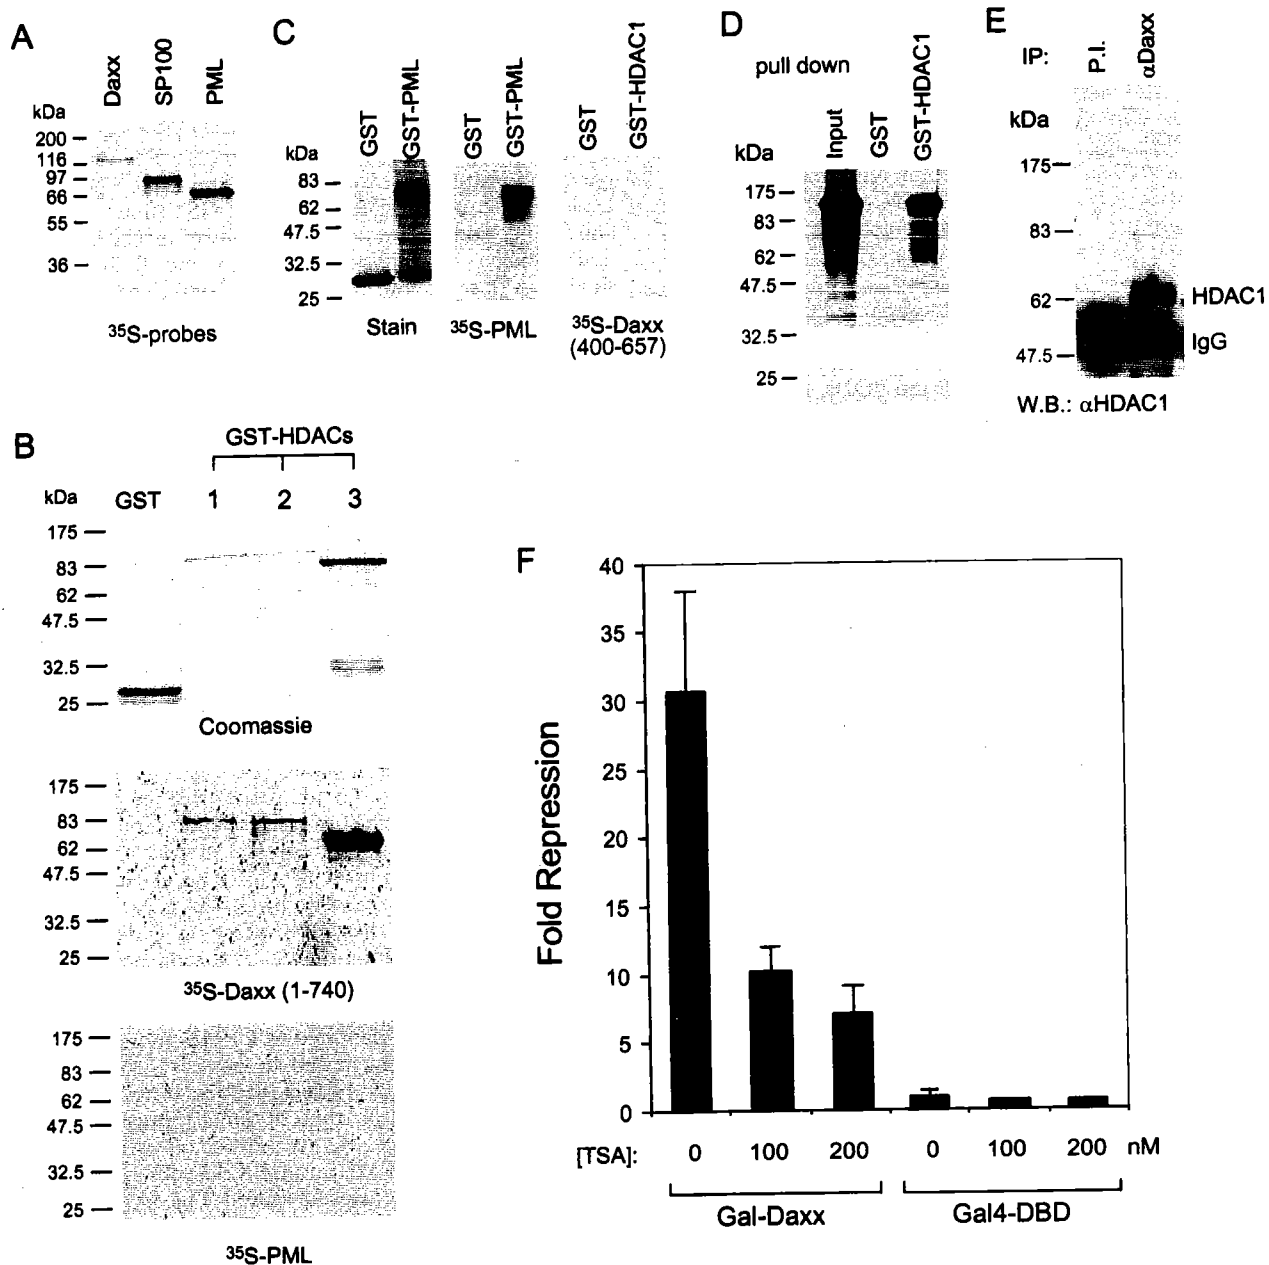 A
Daxx
SP100
PML
kDa
200
116
97
66
55
36
35S-probes
C
GST
GST-PML
GST
GST-PML
GST
GST-HDAC1
kDa
83
62
47.5
32.5
25
Stain
35S-PML
35S-Daxx
(400-657)
D
pull down
Input
GST
GST-HDAC1
kDa
175
83
62
47.5
32.5
25
E
IP:
P.I.
αDaxx
kDa
175
83
62
47.5
HDAC1
IgG
W.B.: αHDAC1
B
GST-HDACs
kDa GST 1 2 3
175
83
62
47.5
32.5
25
Coomassie
175
83
62
47.5
32.5
25
35S-Daxx (1-740)
175
83
62
47.5
32.5
25
35S-PML
F
Fold Repression
40
35
30
25
20
15
10
5
0
[TSA]: 0 100 200 0 100 200 nM
Gal-Daxx Gal4-DBD